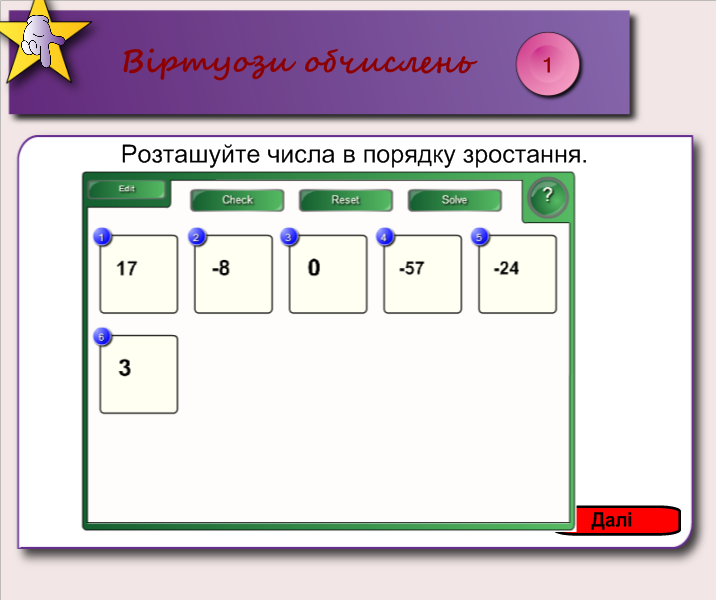 Віртуози обчислень
1
Розташуйте числа в порядку зростання.
Edit
Check Reset Solve ?
1 2 3 4 5
17 -8 0 -57 -24
6
3
Далі